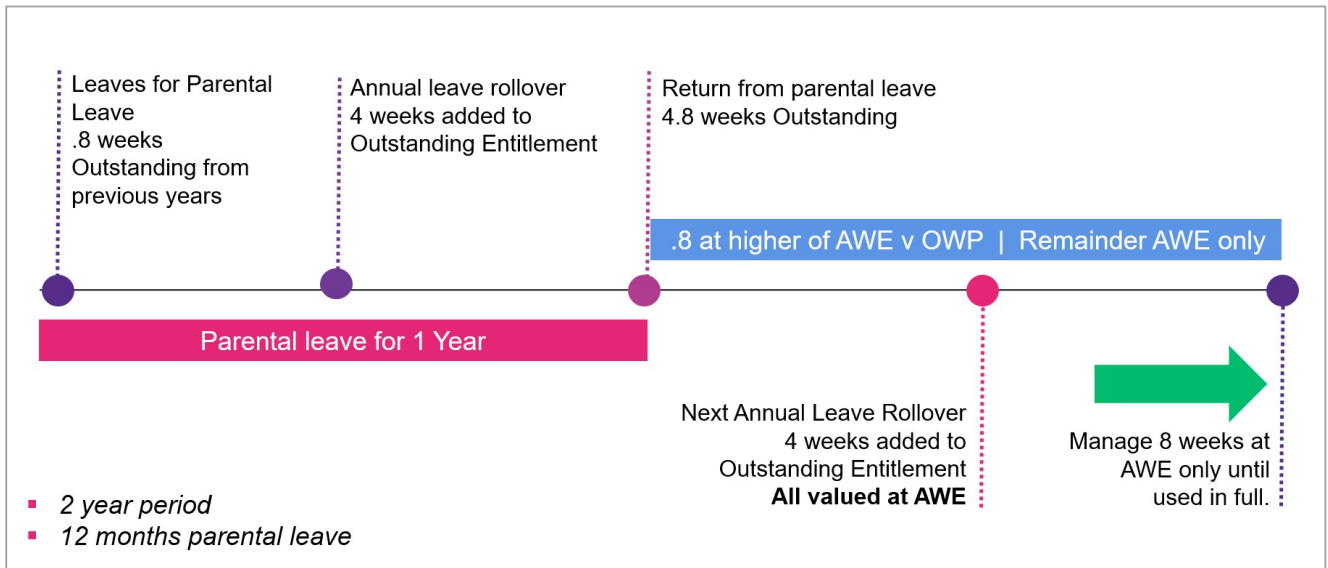 Leaves for Parental
Leave
.8 weeks
Outstanding from
previous years
Annual leave rollover
4 weeks added to
Outstanding Entitlement
Return from parental leave
4.8 weeks Outstanding
.8 at higher of AWE v OWP | Remainder AWE only
Parental leave for 1 Year
Next Annual Leave Rollover
4 weeks added to
Outstanding Entitlement
All valued at AWE
Manage 8 weeks at
AWE only until
used in full.
▪ 2 year period
▪ 12 months parental leave